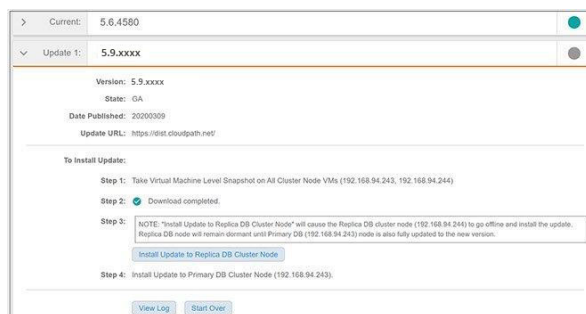 Current: 5.6.4580
Update 1: 5.9.xxxx
Version: 5.9.xxxx
State: GA
Date Published: 20200309
Update URL: https://dist.cloudpath.net/
To Install Update:
Step 1: Take Virtual Machine Level Snapshot on All Cluster Node VMs (192.168.94.243, 192.168.94.244)
Step 2: Download completed.
Step 3: NOTE: "Install Update to Replica DB Cluster Node" will cause the Replica DB cluster node (192.168.94.244) to go offline and install the update.
Replica DB node will remain dormant until Primary DB (192.168.94.243) node is also fully updated to the new version.
Install Update to Replica DB Cluster Node
Step 4: Install Update to Primary DB Cluster Node (192.168.94.243).
View Log Start Over